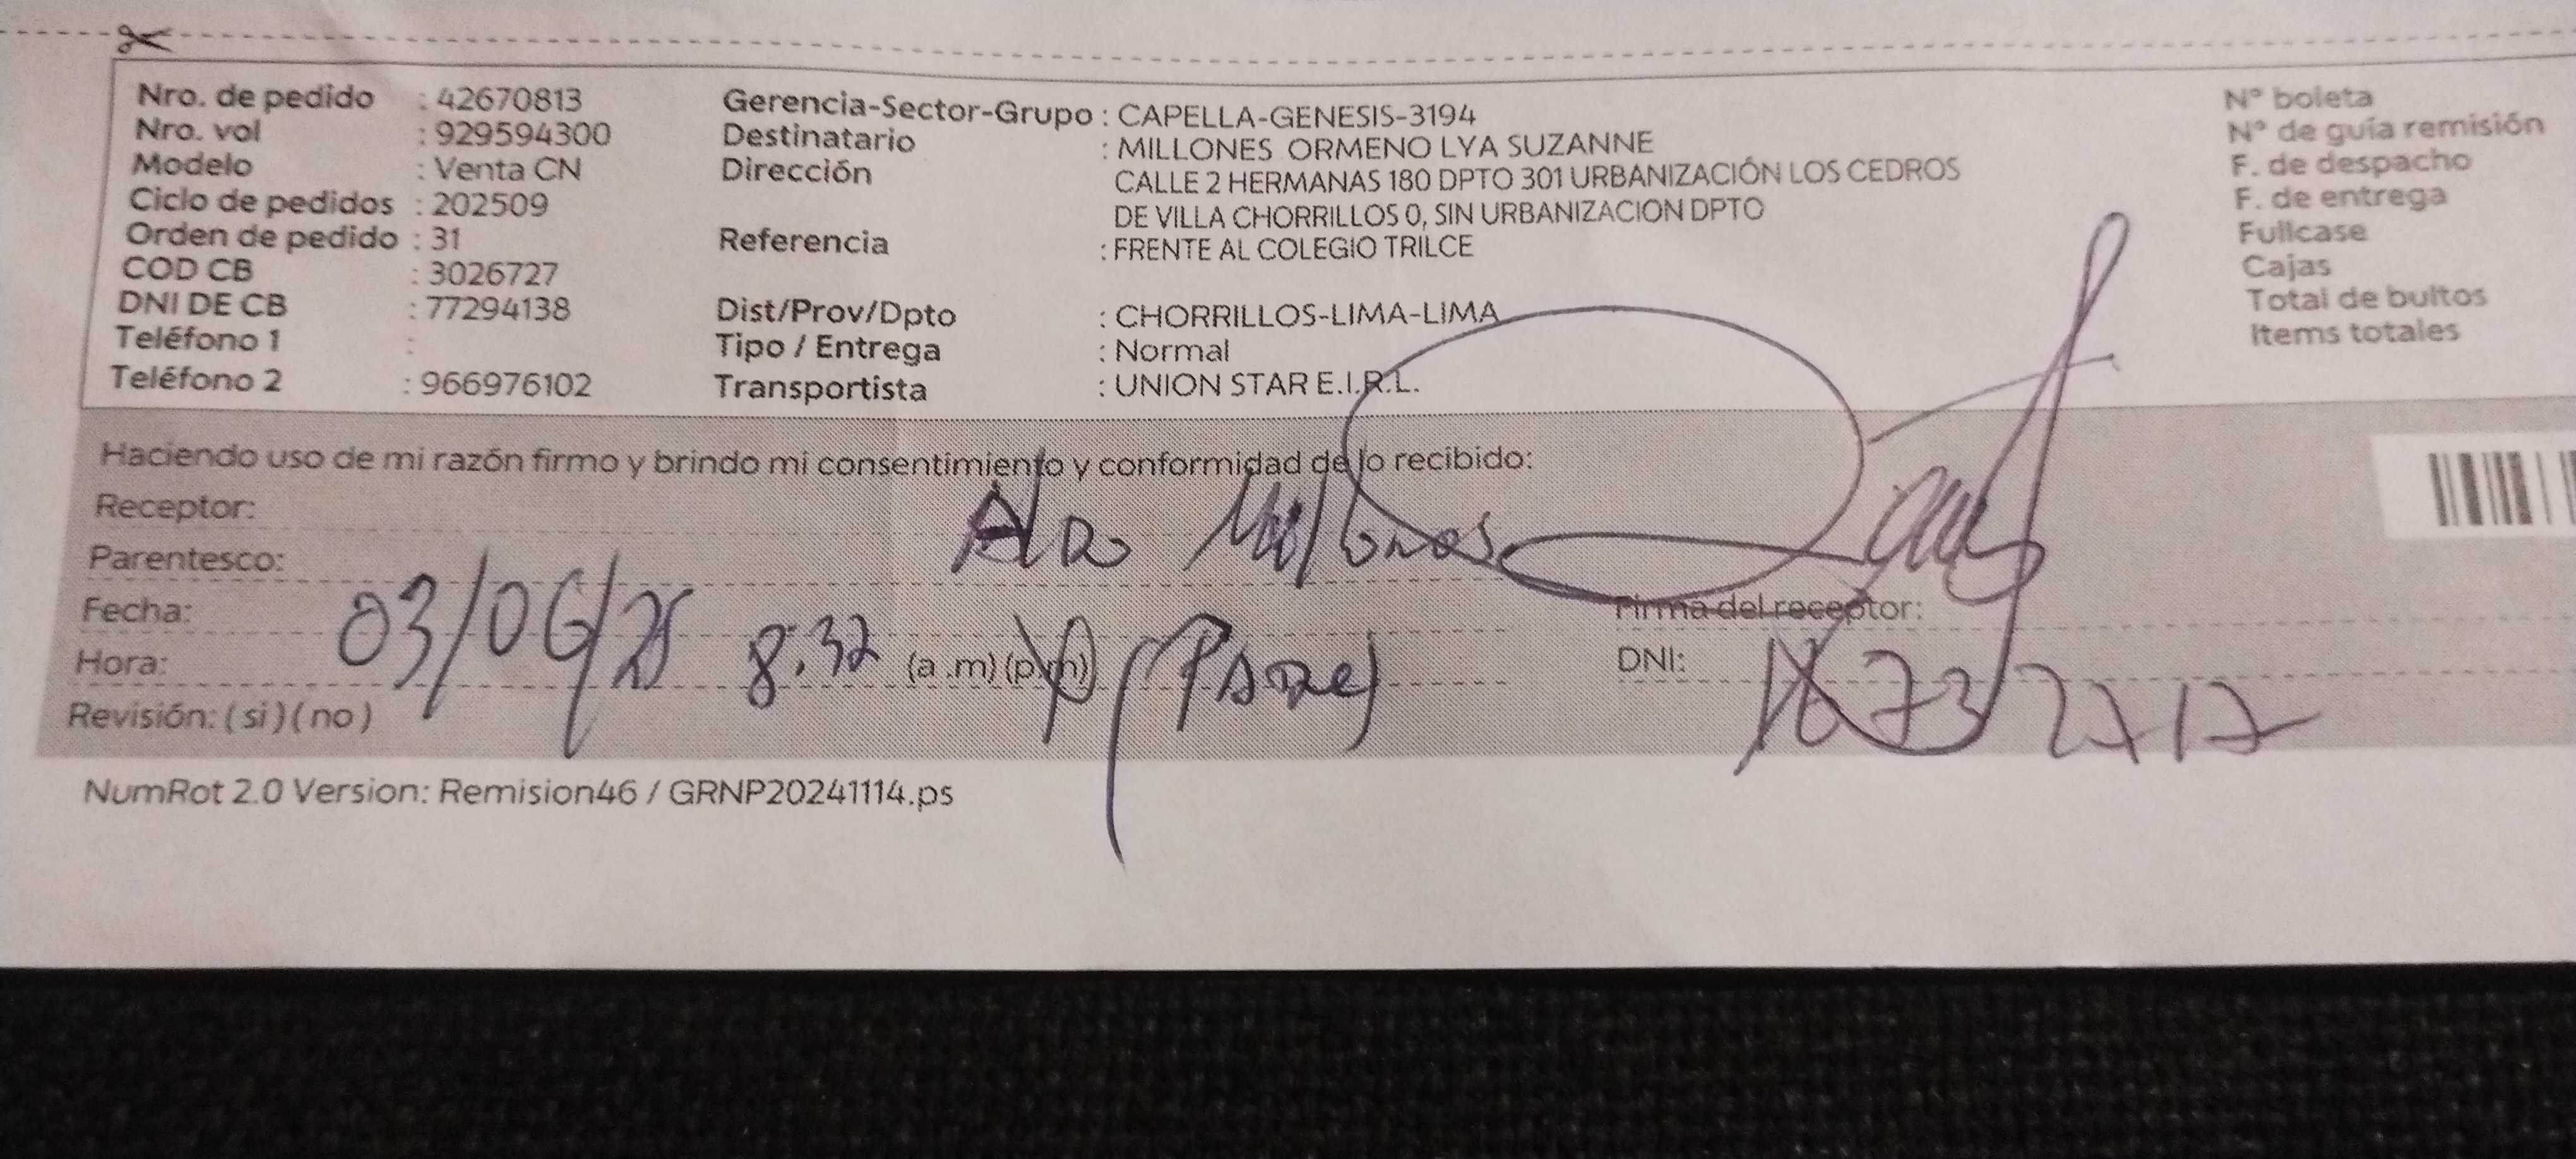 Nro. de pedido : 42670813
Nro. vol : 929594300
Modelo : Venta CN
Ciclo de pedidos : 202509
Orden de pedido : 31
COD CB : 3026727
DNI DE CB : 77294138
Teléfono 1 :
Teléfono 2 : 966976102
Gerencia-Sector-Grupo : CAPELLA-GENESIS-3194
Destinatario : MILLONES ORMENO LYA SUZANNE
Dirección CALLE 2 HERMANAS 180 DPTO 301 URBANIZACIÓN LOS CEDROS
DE VILLA CHORRILLOS 0, SIN URBANIZACION DPTO
Referencia : FRENTE AL COLEGIO TRILCE
Dist/Prov/Dpto : CHORRILLOS-LIMA-LIMA
Tipo / Entrega : Normal
Transportista : UNION STAR E.I.R.L.
N° boleta
N° de guía remisión
F. de despacho
F. de entrega
Fullcase
Cajas
Total de bultos
Items totales
Haciendo uso de mi razón firmo y brindo mi consentimiento y conformidad de lo recibido:
Receptor: Millones
Parentesco:
Fecha: 03/06/25
Hora: 8:32 (a.m) (p.m) (Padre)
Revisión: (si) (no)
Firma del receptor:
DNI:
NumRot 2.0 Version: Remision46 / GRNP20241114.ps